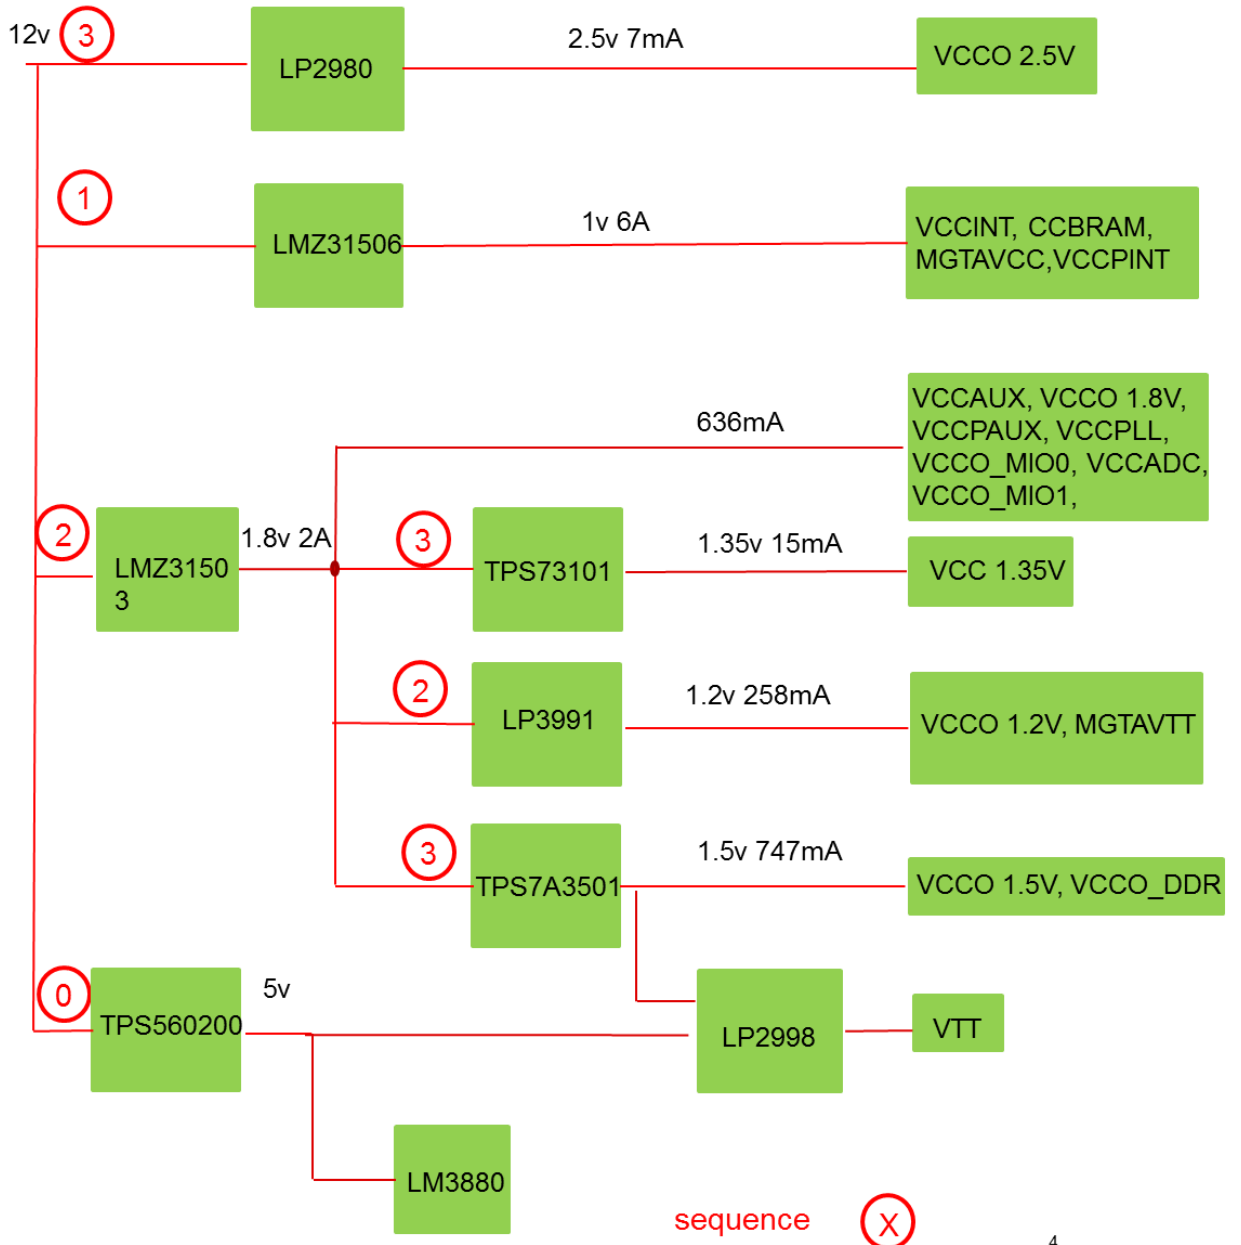 12v
3
LP2980
2.5v 7mA
VCCO 2.5V
1
LMZ31506
1v 6A
VCCINT, CCBRAM,
MGTAVCC,VCCPINT
636mA
VCCAUX, VCCO 1.8V,
VCCPAUX, VCCPLL,
VCCO_MIO0, VCCADC,
VCCO_MIO1,
2
LMZ3150
3
1.8v 2A
3
TPS73101
1.35v 15mA
VCC 1.35V
2
LP3991
1.2v 258mA
VCCO 1.2V, MGTAVTT
3
TPS7A3501
1.5v 747mA
VCCO 1.5V, VCCO_DDR
0
TPS560200
5v
LP2998
VTT
LM3880
sequence
X
4